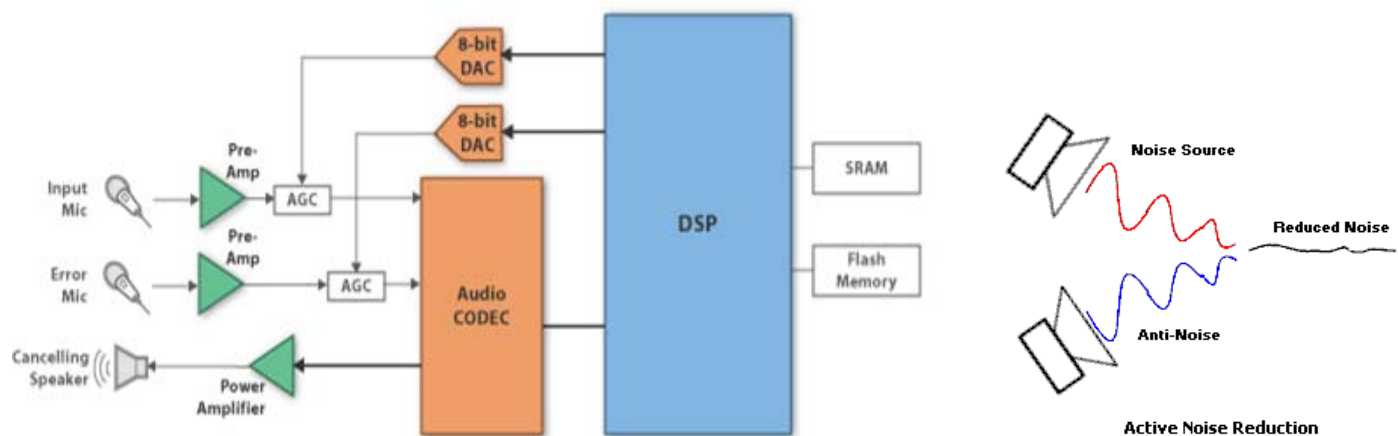 8-bit
DAC
8-bit
DAC
Pre-
Amp
Input
Mic
AGC
Pre-
Amp
Error
Mic
AGC
Audio
CODEC
Cancelling
Speaker
Power
Amplifier
DSP
SRAM
Flash
Memory
Noise Source
Reduced Noise
Anti-Noise
Active Noise Reduction